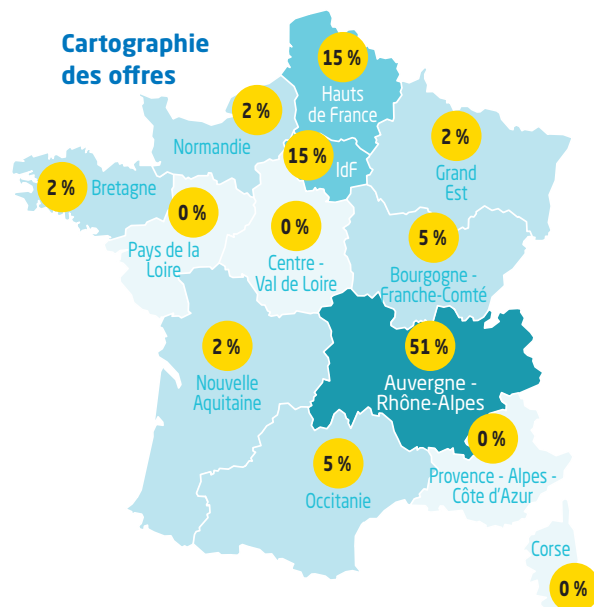 Cartographie
des offres
15 %
Hauts
de France
2 %
Normandie
15 %
IdF
2 %
Grand
Est
2 %
Bretagne
0 %
Pays de la
Loire
0 %
Centre -
Val de Loire
5 %
Bourgogne -
Franche-Comté
2 %
Nouvelle
Aquitaine
51 %
Auvergne -
Rhône-Alpes
0 %
Provence - Alpes -
Côte d'Azur
5 %
Occitanie
Corse
0 %